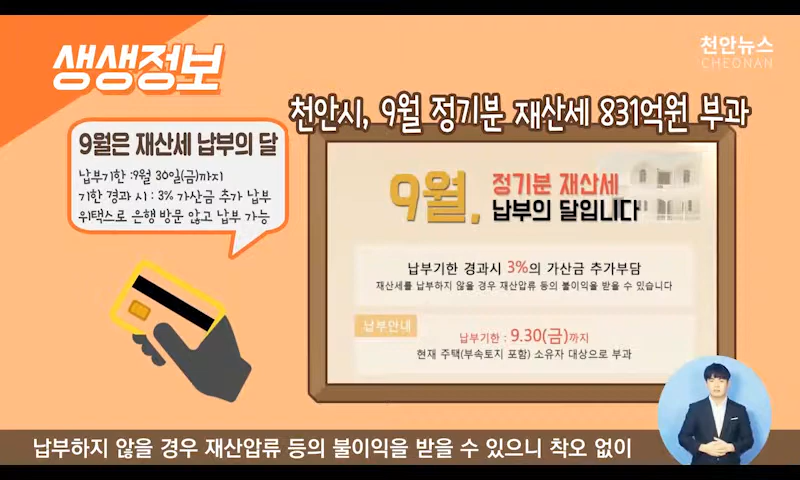 생생정보
천안뉴스
CHEONAN
천안시, 9월 정기분 재산세 831억원 부과
9월은 재산세 납부의 달
납부기한 :9월 30일(금)까지
기한 경과 시 : 3% 가산금 추가 납부
위택스로 은행 방문 않고 납부 가능
9월, 정기분 재산세
납부의 달입니다
납부기한 경과시 3%의 가산금 추가부담
재산세를 납부하지 않을 경우 재산압류 등의 불이익을 받을 수 있습니다
납부안내
납부기한 : 9.30(금)까지
현재 주택(부속토지 포함) 소유자 대상으로 부과
납부하지 않을 경우 재산압류 등의 불이익을 받을 수 있으니 착오 없이